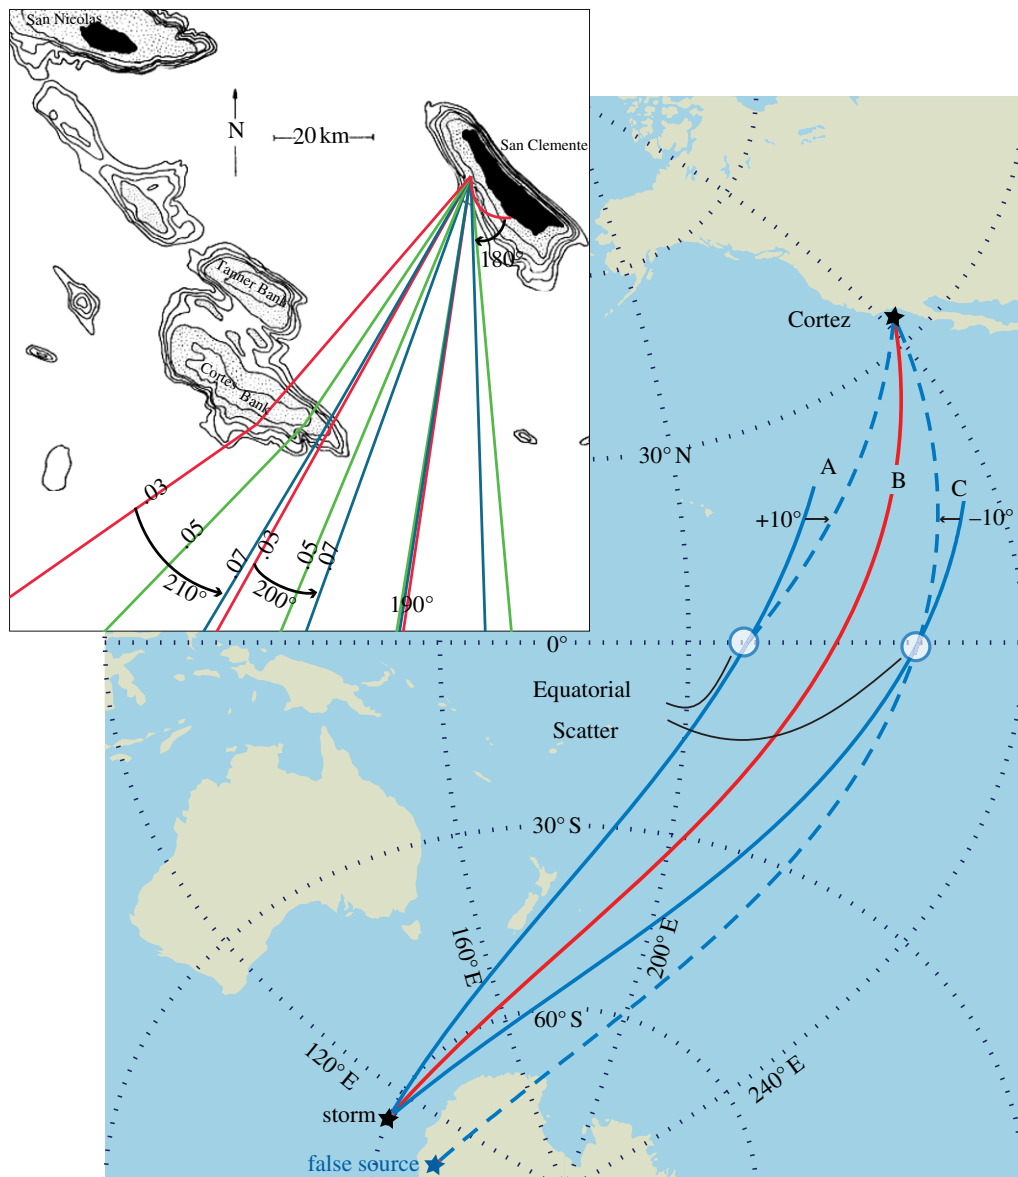 San Nicolas
N
20 km
San Clemente
180°
Tanner Bank
Cortez Bank
.03
.05
.07
.03
.05
.07
210°
200°
190°
Cortez
30° N
A
B
C
+10°
–10°
0°
Equatorial
Scatter
30° S
160° E
200° E
60° S
120° E
240° E
storm
false source